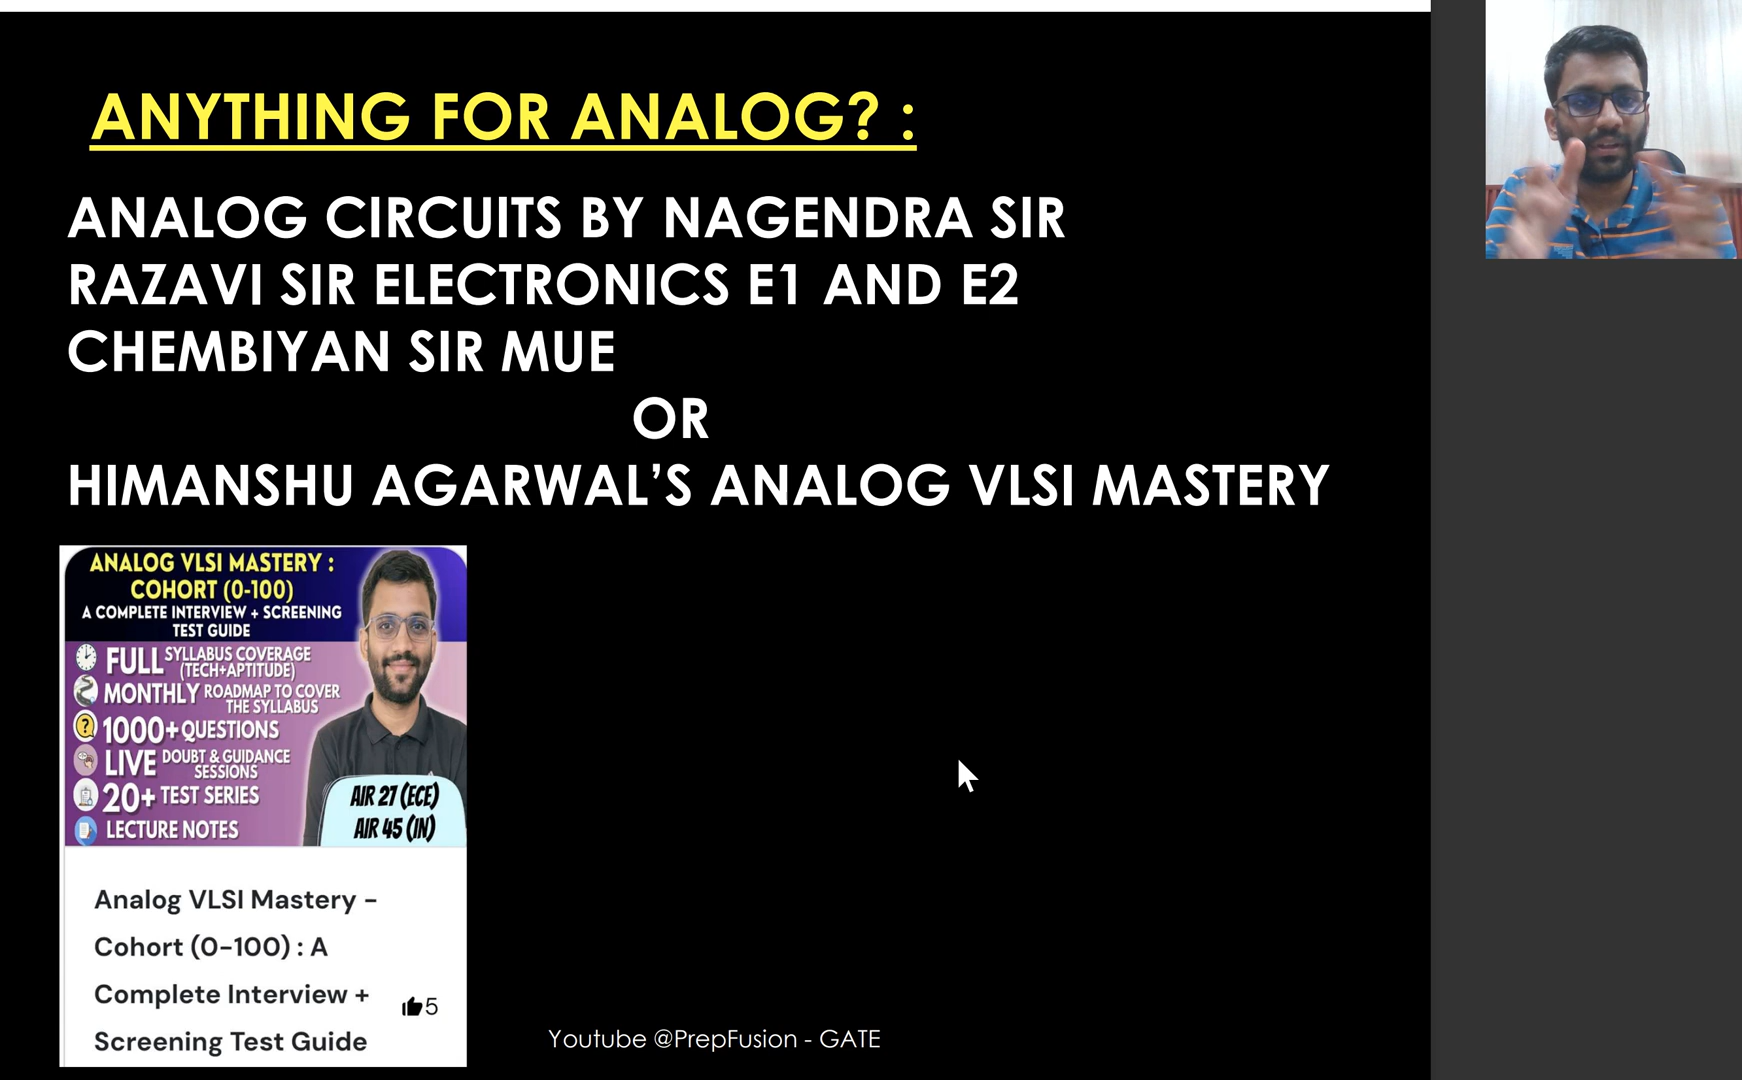 ANYTHING FOR ANALOG? :
ANALOG CIRCUITS BY NAGENDRA SIR
RAZAVI SIR ELECTRONICS E1 AND E2
CHEMBIYAN SIR MUE
OR
HIMANSHU AGARWAL’S ANALOG VLSI MASTERY
ANALOG VLSI MASTERY :
COHORT (0-100)
A COMPLETE INTERVIEW + SCREENING
TEST GUIDE
FULL SYLLABUS COVERAGE
(TECH+APTITUDE)
MONTHLY ROADMAP TO COVER
THE SYLLABUS
1000+ QUESTIONS
LIVE DOUBT & GUIDANCE
SESSIONS
20+ TEST SERIES
LECTURE NOTES
AIR 27 (ECE)
AIR 45 (IN)
Analog VLSI Mastery -
Cohort (0-100) : A
Complete Interview +
Screening Test Guide
5
Youtube @PrepFusion - GATE